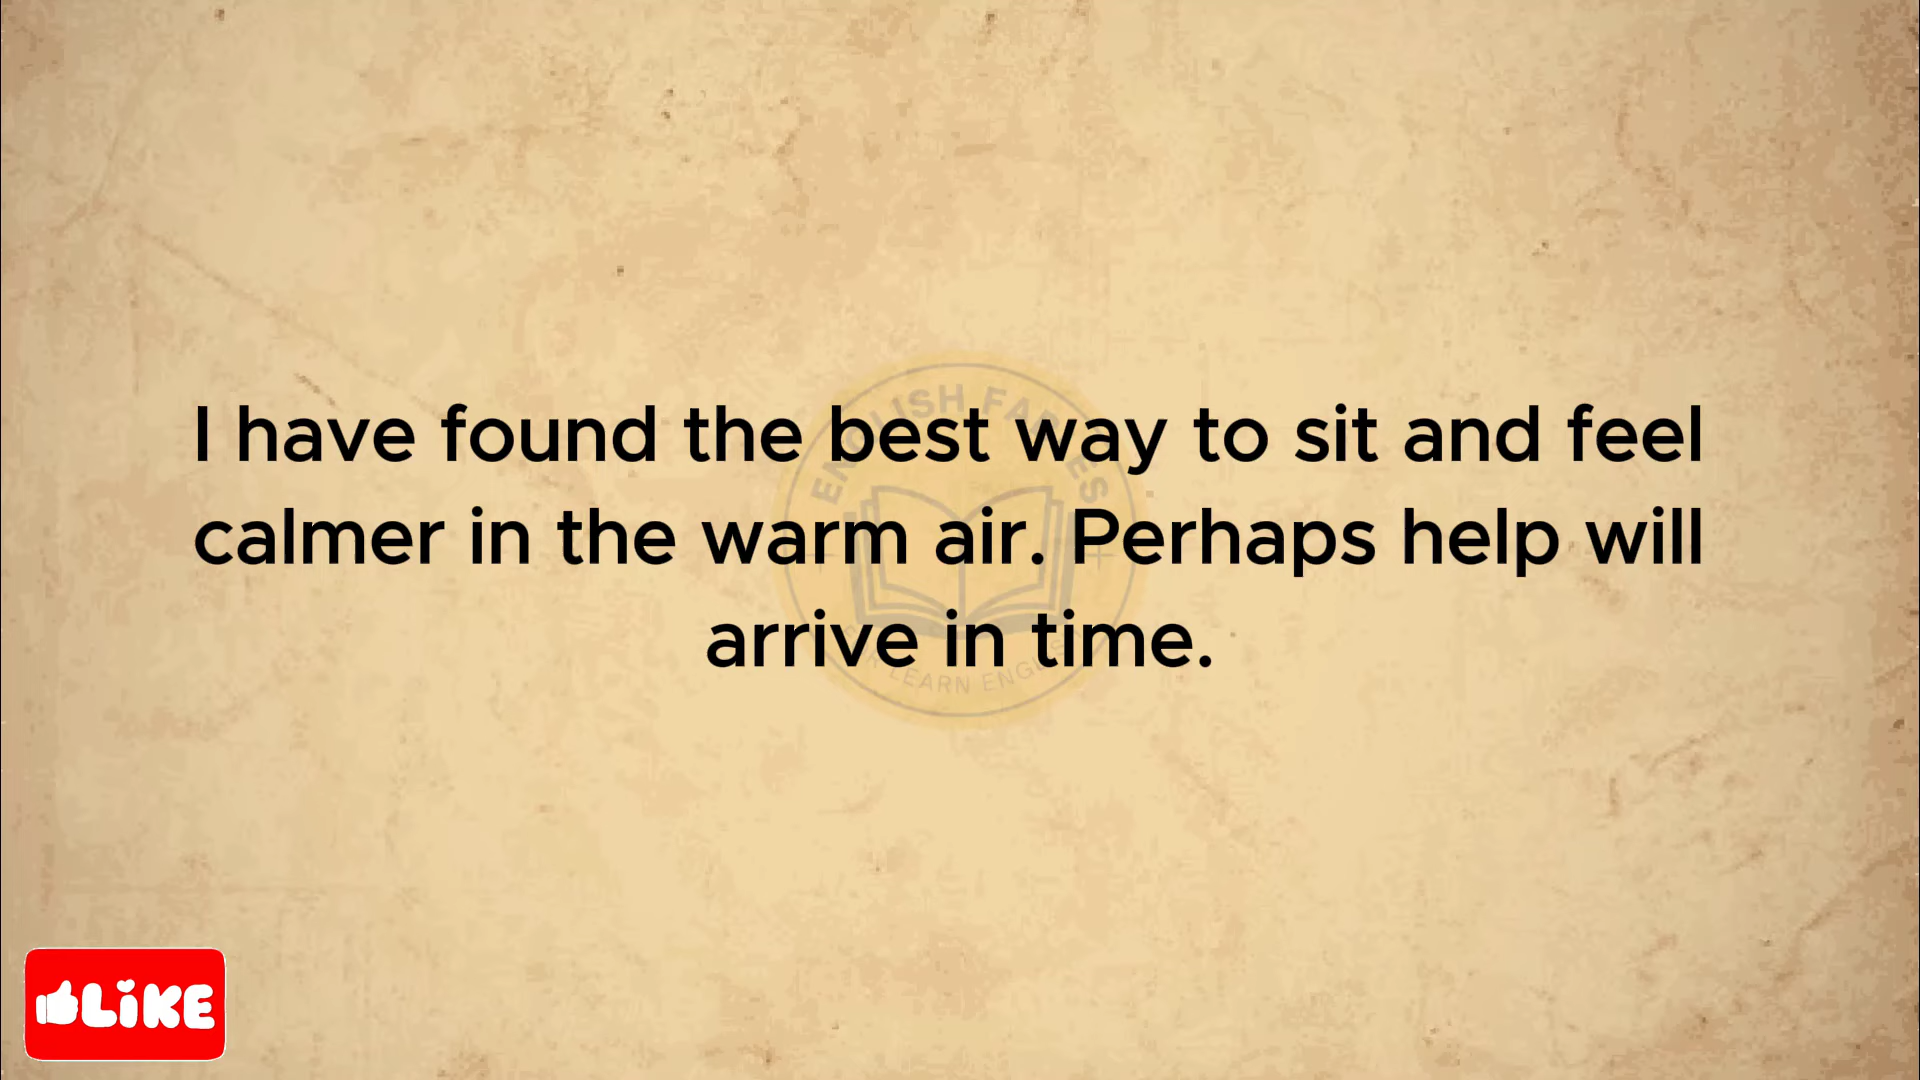 I have found the best way to sit and feel
calmer in the warm air. Perhaps help will
arrive in time.
LIKE